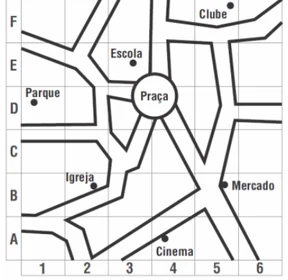 F
Clube
Escola
E
Parque
Praça
D
C
Igreja
Mercado
B
A
Cinema
1 2 3 4 5 6